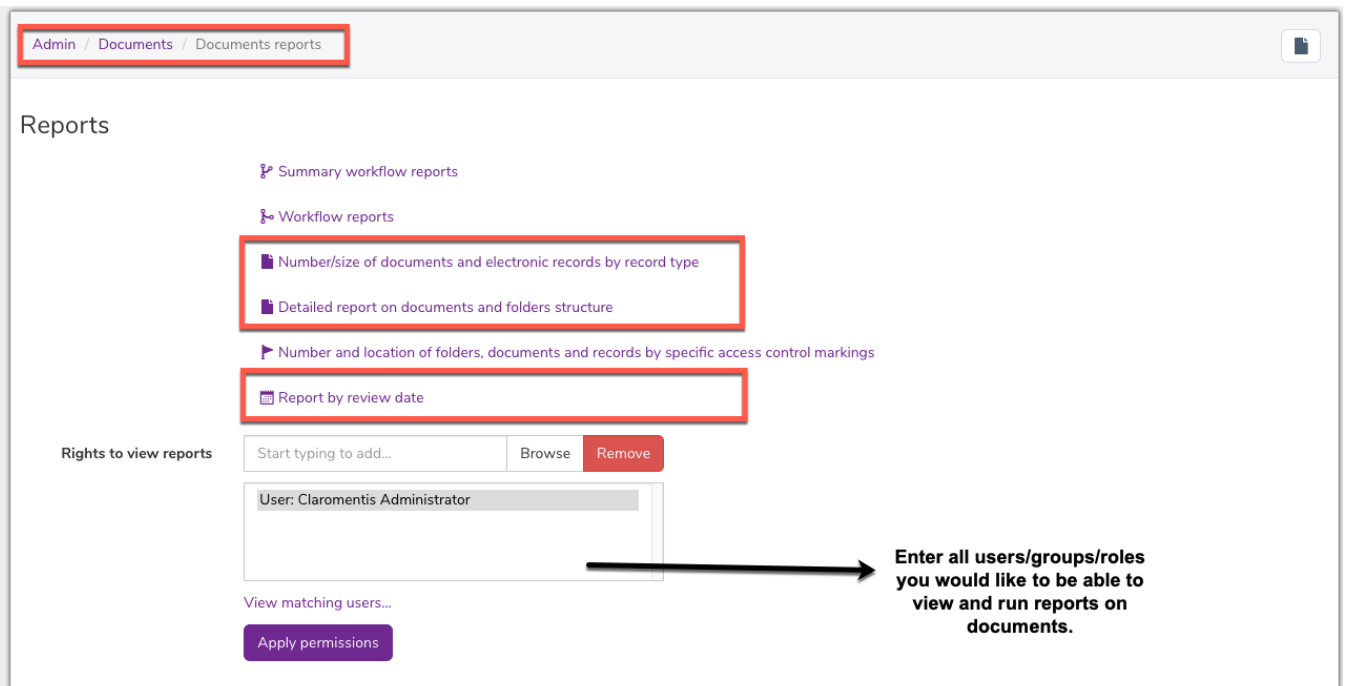 Admin / Documents / Documents reports
Reports
Summary workflow reports
Workflow reports
Number/size of documents and electronic records by record type
Detailed report on documents and folders structure
Number and location of folders, documents and records by specific access control markings
Report by review date
Rights to view reports
Start typing to add...
Browse
Remove
User: Claromentis Administrator
Enter all users/groups/roles
you would like to be able to
view and run reports on
documents.
View matching users...
Apply permissions